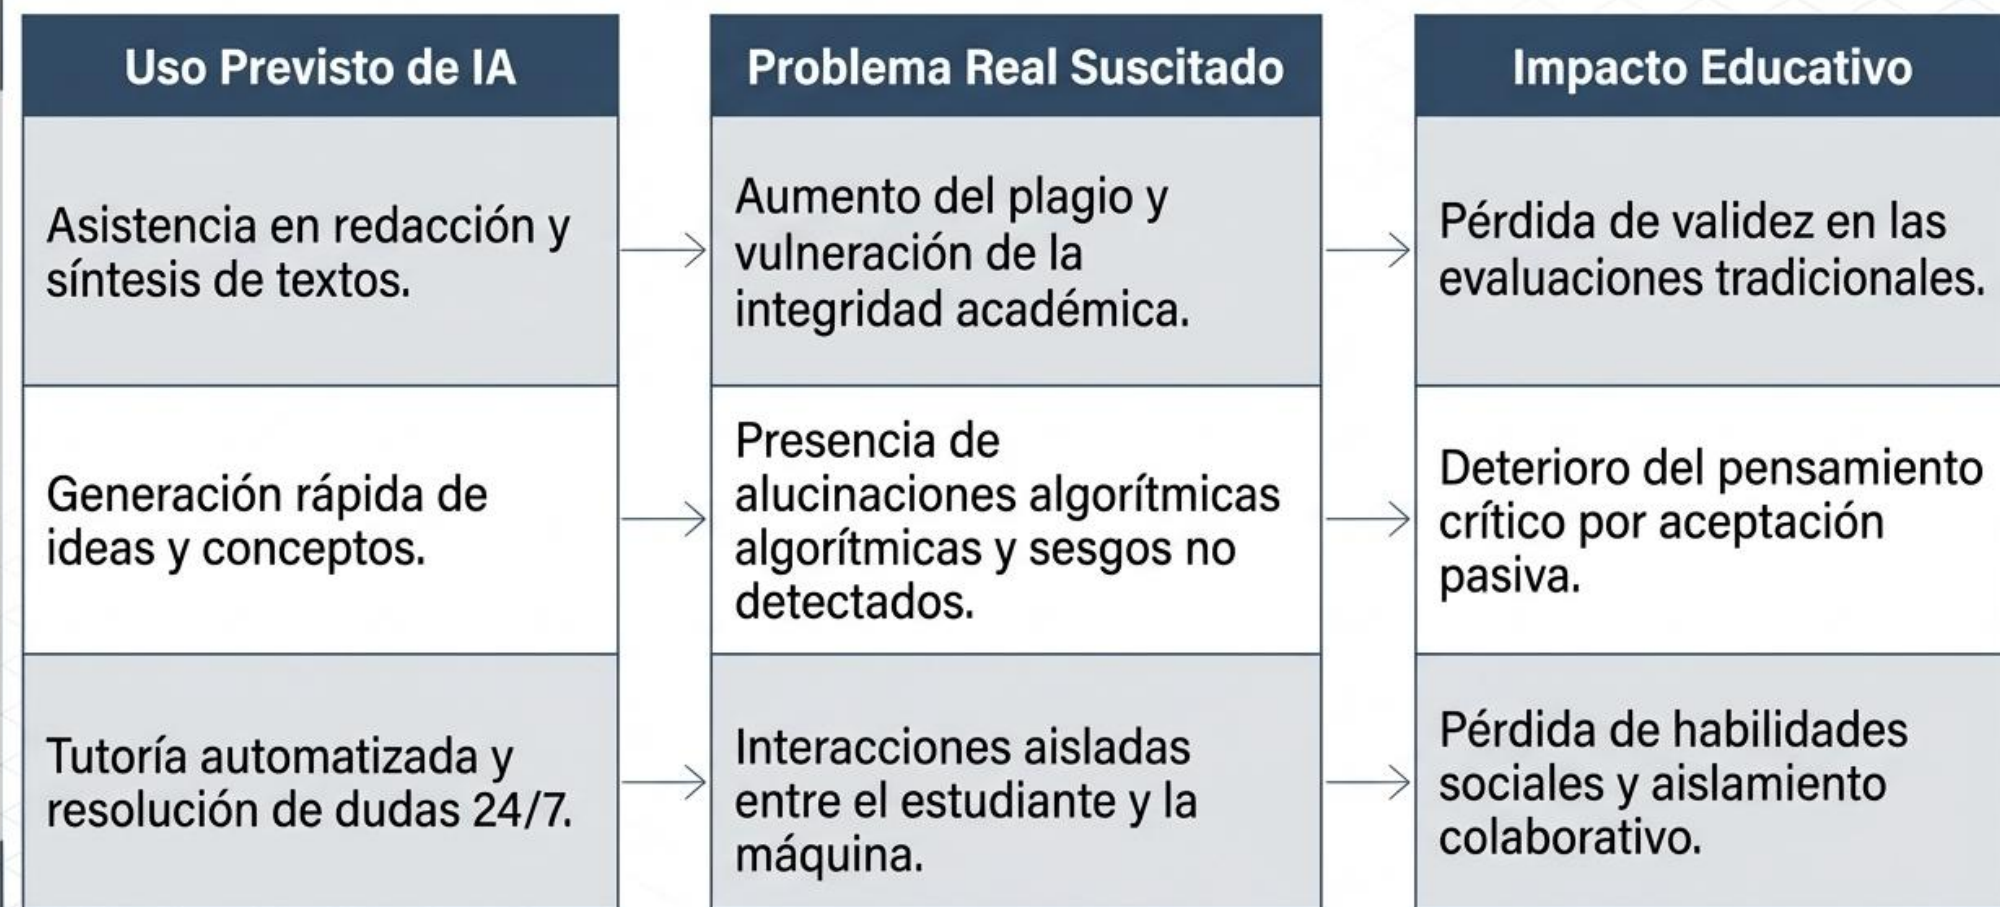 Uso Previsto de IA
Problema Real Suscitado
Impacto Educativo
Asistencia en redacción y
síntesis de textos.
Aumento del plagio y
vulneración de la
integridad académica.
Pérdida de validez en las
evaluaciones tradicionales.
Generación rápida de
ideas y conceptos.
Presencia de
alucinaciones algorítmicas
algorítmicas y sesgos no
detectados.
Deterioro del pensamiento
crítico por aceptación
pasiva.
Tutoría automatizada y
resolución de dudas 24/7.
Interacciones aisladas
entre el estudiante y la
máquina.
Pérdida de habilidades
sociales y aislamiento
colaborativo.